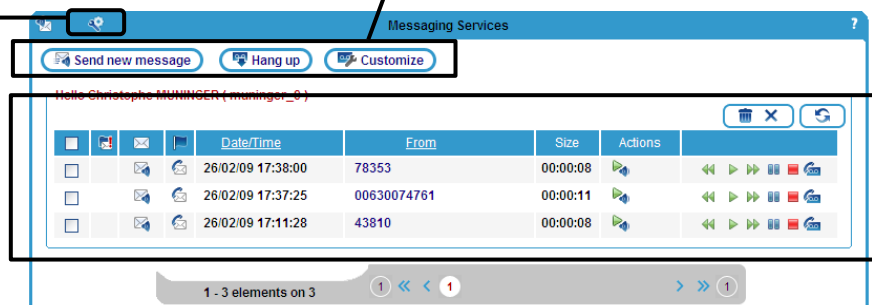 Messaging Services ?
Send new message Hang up Customize
Hello Christophe MUNINGER ( muninger_0 )
Date/Time From Size Actions
26/02/09 17:38:00 78353 00:00:08
26/02/09 17:37:25 00630074761 00:00:11
26/02/09 17:11:28 43810 00:00:08
1 - 3 elements on 3 1 « < 1 > » 1